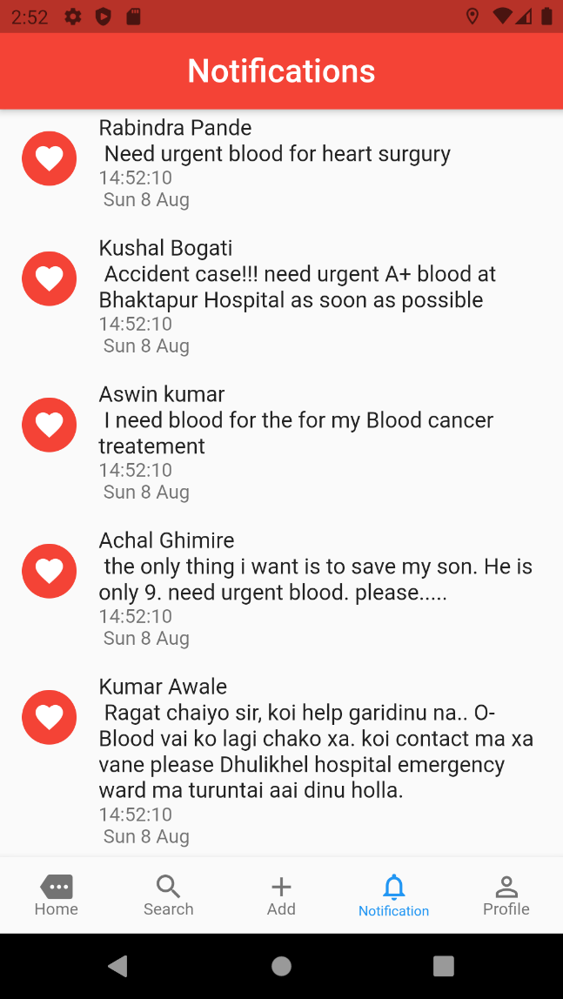 2:52
Notifications
Rabindra Pande
Need urgent blood for heart surgury
14:52:10
Sun 8 Aug
Kushal Bogati
Accident case!!! need urgent A+ blood at
Bhaktapur Hospital as soon as possible
14:52:10
Sun 8 Aug
Aswin kumar
I need blood for the for my Blood cancer
treatement
14:52:10
Sun 8 Aug
Achal Ghimire
the only thing i want is to save my son. He is
only 9. need urgent blood. please.....
14:52:10
Sun 8 Aug
Kumar Awale
Ragat chaiyo sir, koi help garidinu na.. O-
Blood vai ko lagi chako xa. koi contact ma xa
vane please Dhulikhel hospital emergency
ward ma turuntai aai dinu holla.
14:52:10
Sun 8 Aug
Home Search Add Notification Profile